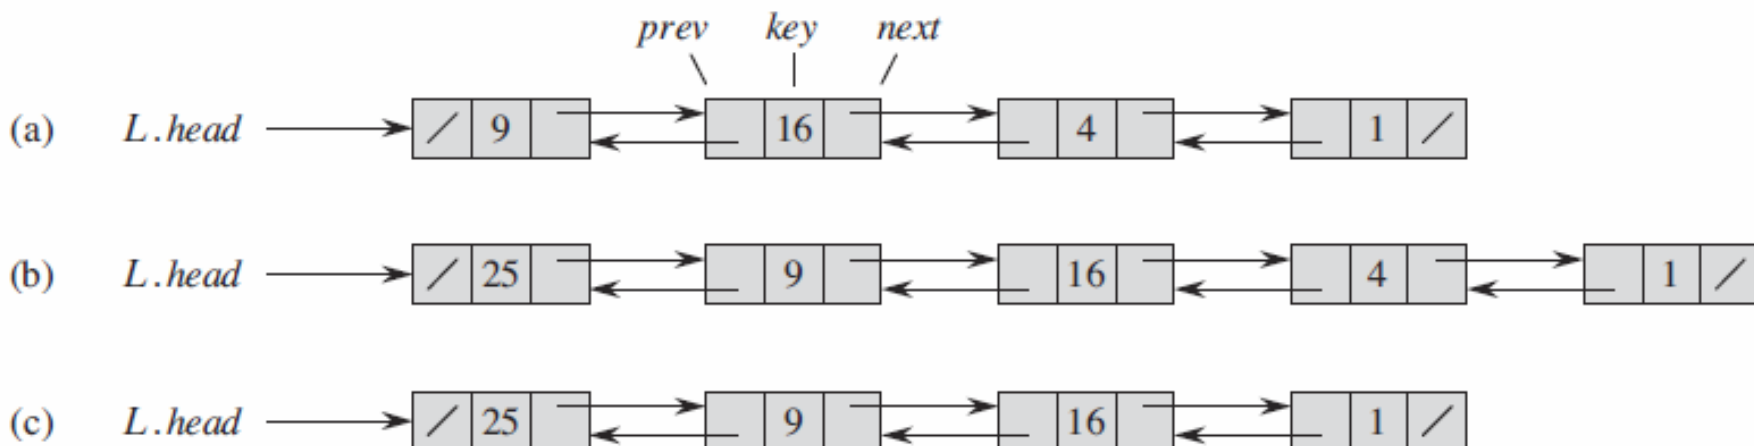 prev key next
(a) L.head / 9 16 4 1 /
(b) L.head / 25 9 16 4 1 /
(c) L.head / 25 9 16 1 /